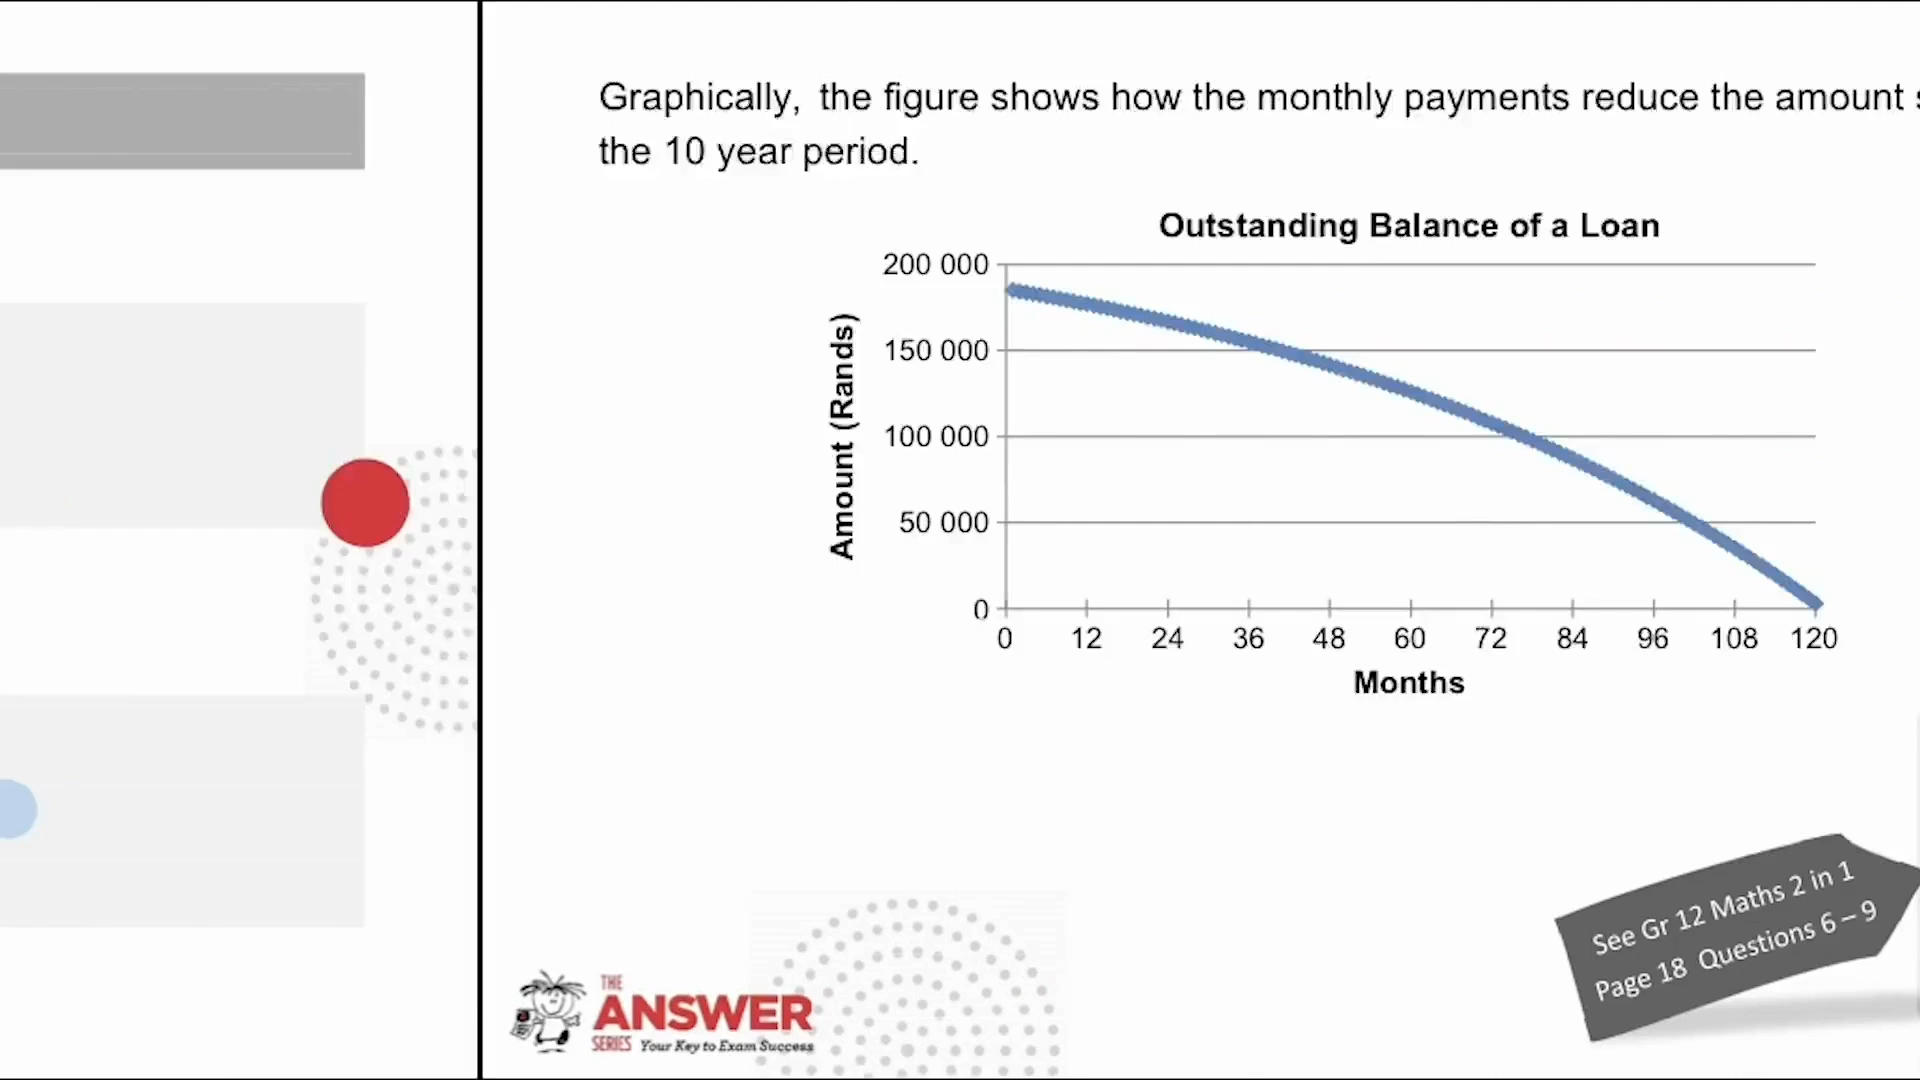 Graphically, the figure shows how the monthly payments reduce the amount
the 10 year period.
Outstanding Balance of a Loan
200 000
150 000
100 000
50 000
0
Amount (Rands)
0 12 24 36 48 60 72 84 96 108 120
Months
See Gr 12 Maths 2 in 1
Page 18 Questions 6 – 9
THE
ANSWER
SERIES Your Key to Exam Success